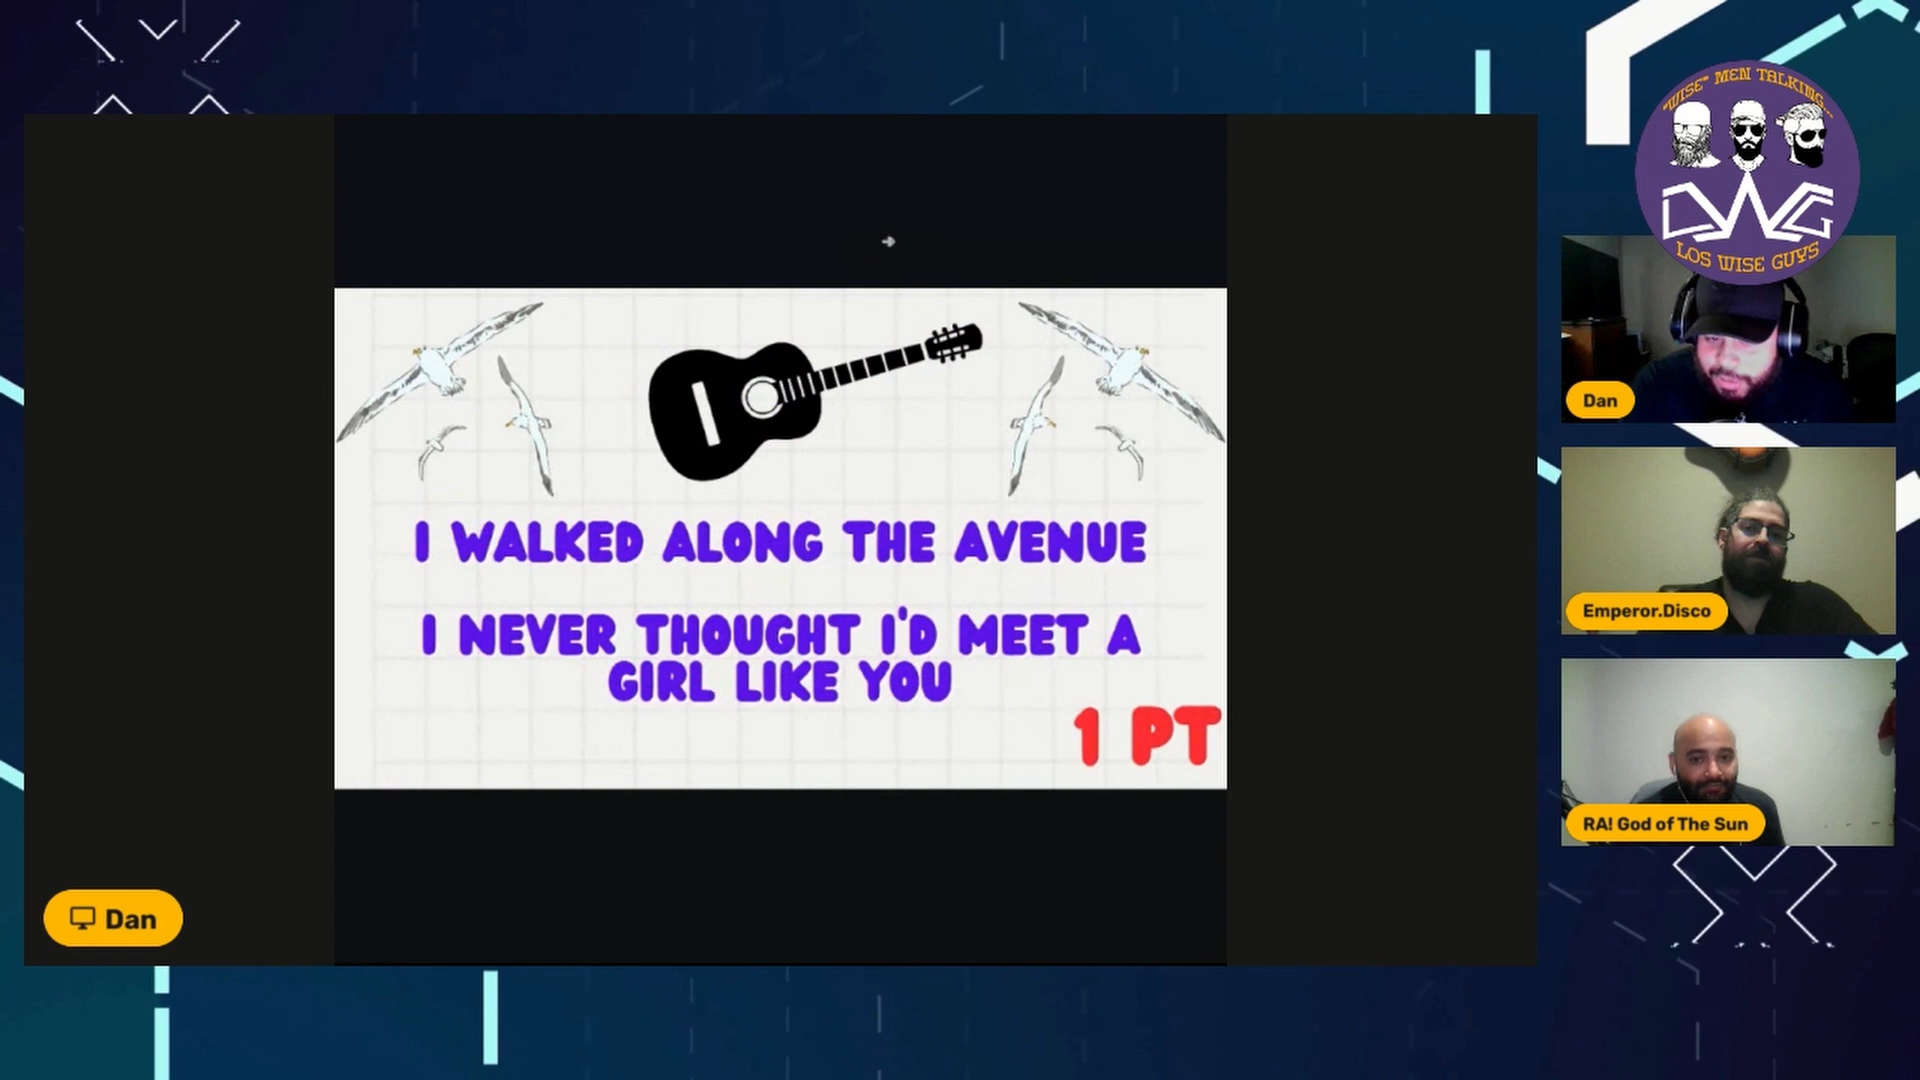 "WISE" MEN TALKING...
LWG
LOS WISE GUYS
I WALKED ALONG THE AVENUE
I NEVER THOUGHT I'D MEET A
GIRL LIKE YOU
1 PT
Dan
Emperor.Disco
RA! God of The Sun
Dan